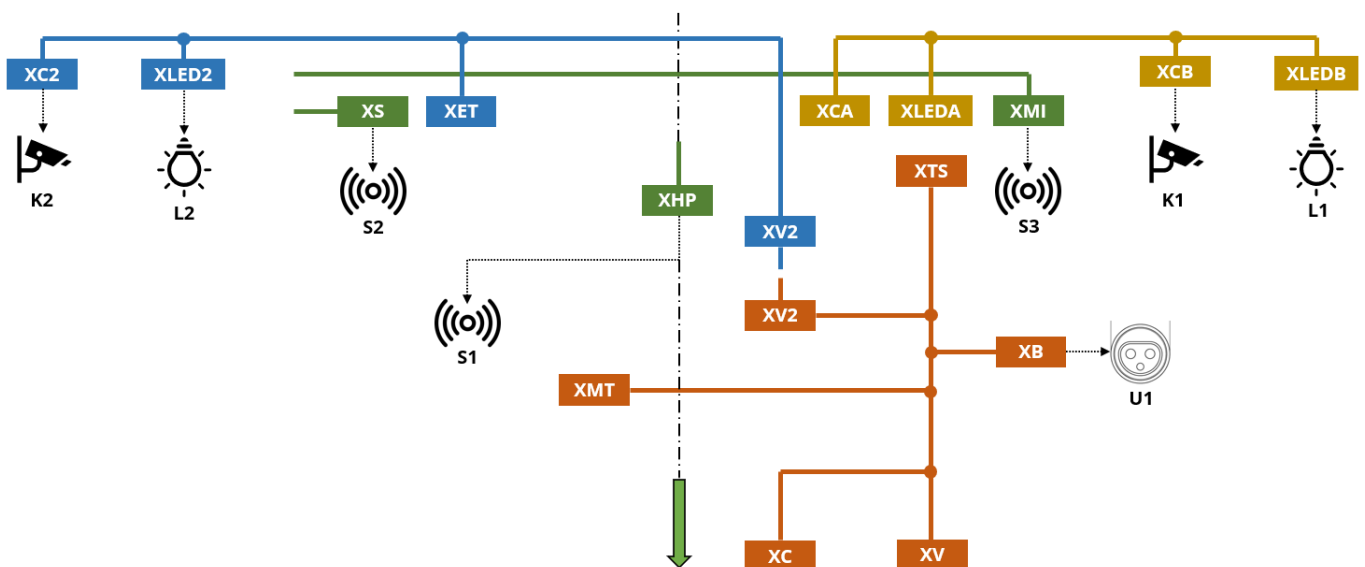 XC2
XLED2
XCB
XLEDB
XS
XET
XCA
XLEDA
XMI
XTS
K2
L2
S2
XHP
K1
L1
S3
XV2
XV2
S1
XB
XMT
U1
XC
XV